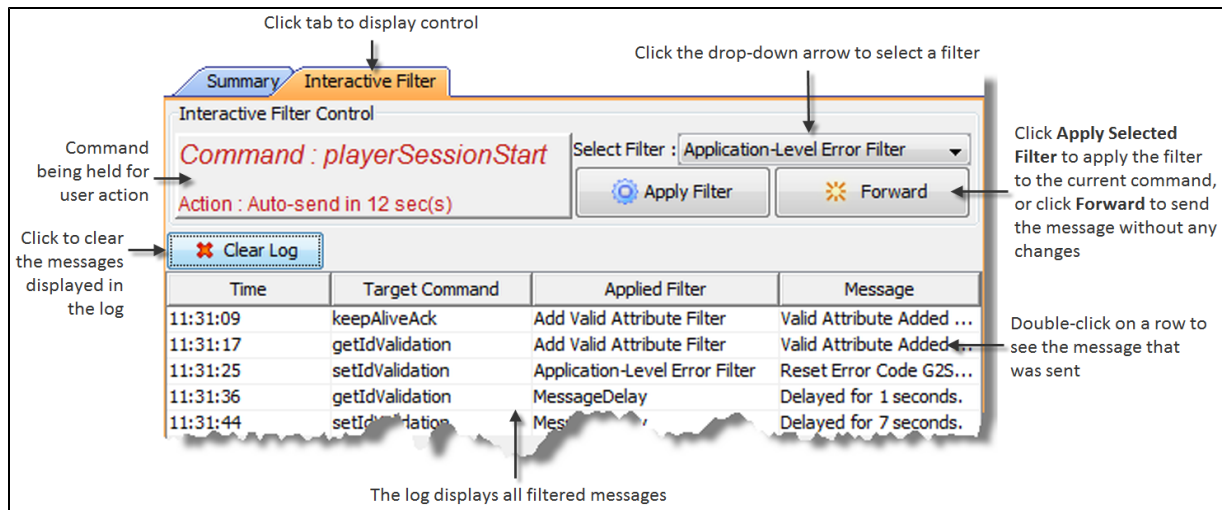 Click tab to display control
Click the drop-down arrow to select a filter
Summary
Interactive Filter
Interactive Filter Control
Command
being held for
user action
Command : playerSessionStart
Action : Auto-send in 12 sec(s)
Select Filter :
Application-Level Error Filter
Apply Filter
Forward
Click Apply Selected
Filter to apply the filter
to the current command,
or click Forward to send
the message without any
changes
Click to clear
the messages
displayed in
the log
Clear Log
Time Target Command Applied Filter Message
11:31:09 keepAliveAck Add Valid Attribute Filter Valid Attribute Added ...
11:31:17 getIdValidation Add Valid Attribute Filter Valid Attribute Added ...
11:31:25 setIdValidation Application-Level Error Filter Reset Error Code G2S...
11:31:36 getIdValidation MessageDelay Delayed for 1 seconds.
11:31:44 Delayed for 7 seconds.
Double-click on a row to
see the message that
was sent
The log displays all filtered messages